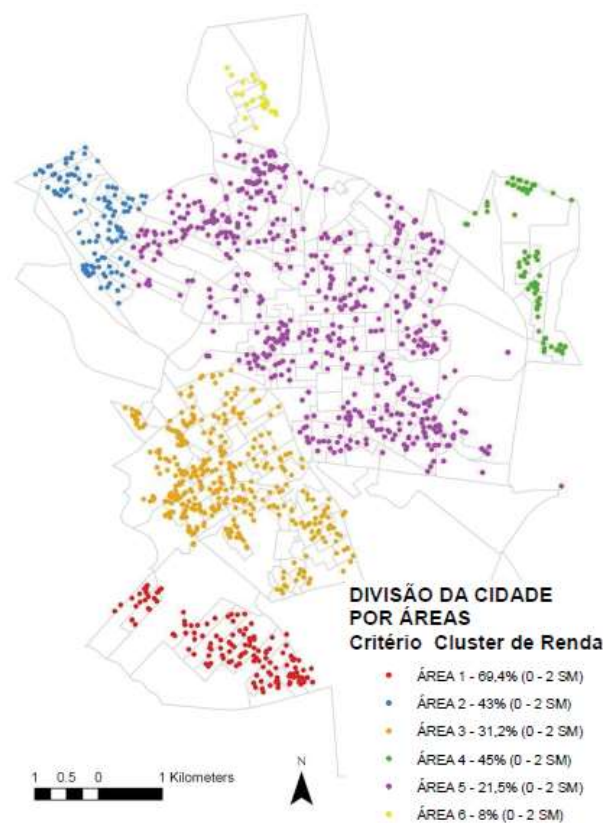 DIVISÃO DA CIDADE
POR ÁREAS
Critério Cluster de Renda
ÁREA 1 - 69,4% (0 - 2 SM)
ÁREA 2 - 43% (0 - 2 SM)
ÁREA 3 - 31,2% (0 - 2 SM)
ÁREA 4 - 45% (0 - 2 SM)
ÁREA 5 - 21,5% (0 - 2 SM)
ÁREA 6 - 8% (0 - 2 SM)
1 0.5 0 1 Kilometers
N